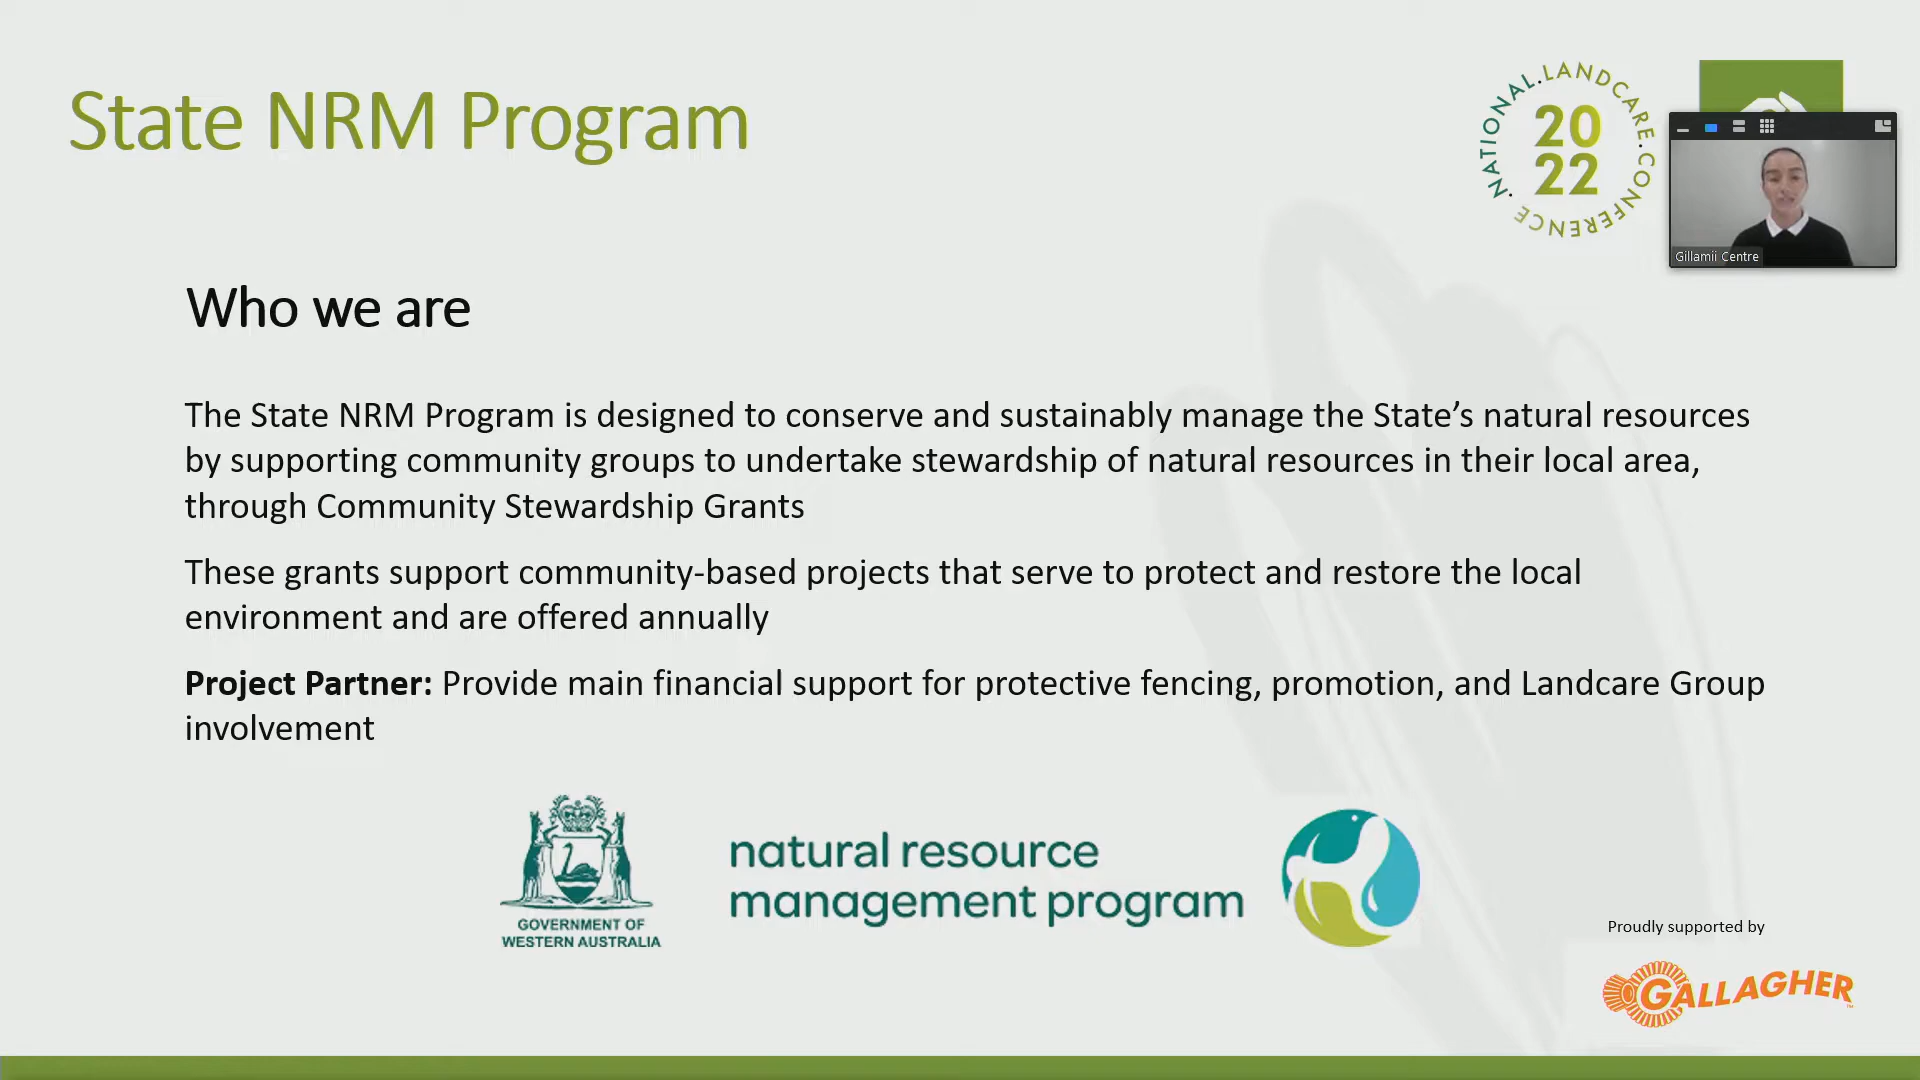 State NRM Program
NATIONAL.LANDCARE.CONFERENCE.
20
22
Gillamii Centre
Who we are
The State NRM Program is designed to conserve and sustainably manage the State’s natural resources
by supporting community groups to undertake stewardship of natural resources in their local area,
through Community Stewardship Grants
These grants support community-based projects that serve to protect and restore the local
environment and are offered annually
Project Partner: Provide main financial support for protective fencing, promotion, and Landcare Group
involvement
GOVERNMENT OF
WESTERN AUSTRALIA
natural resource
management program
Proudly supported by
GALLAGHER